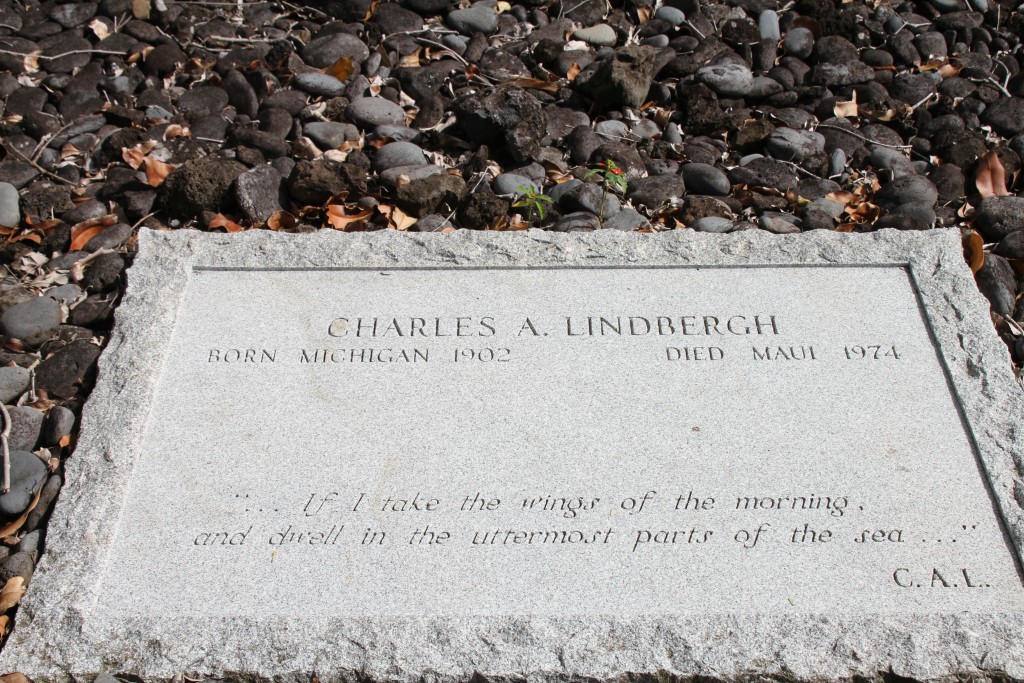 CHARLES A. LINDBERGH
BORN MICHIGAN 1902 DIED MAUI 1974
"... If I take the wings of the morning,
and dwell in the uttermost parts of the sea ..."
C.A.L.